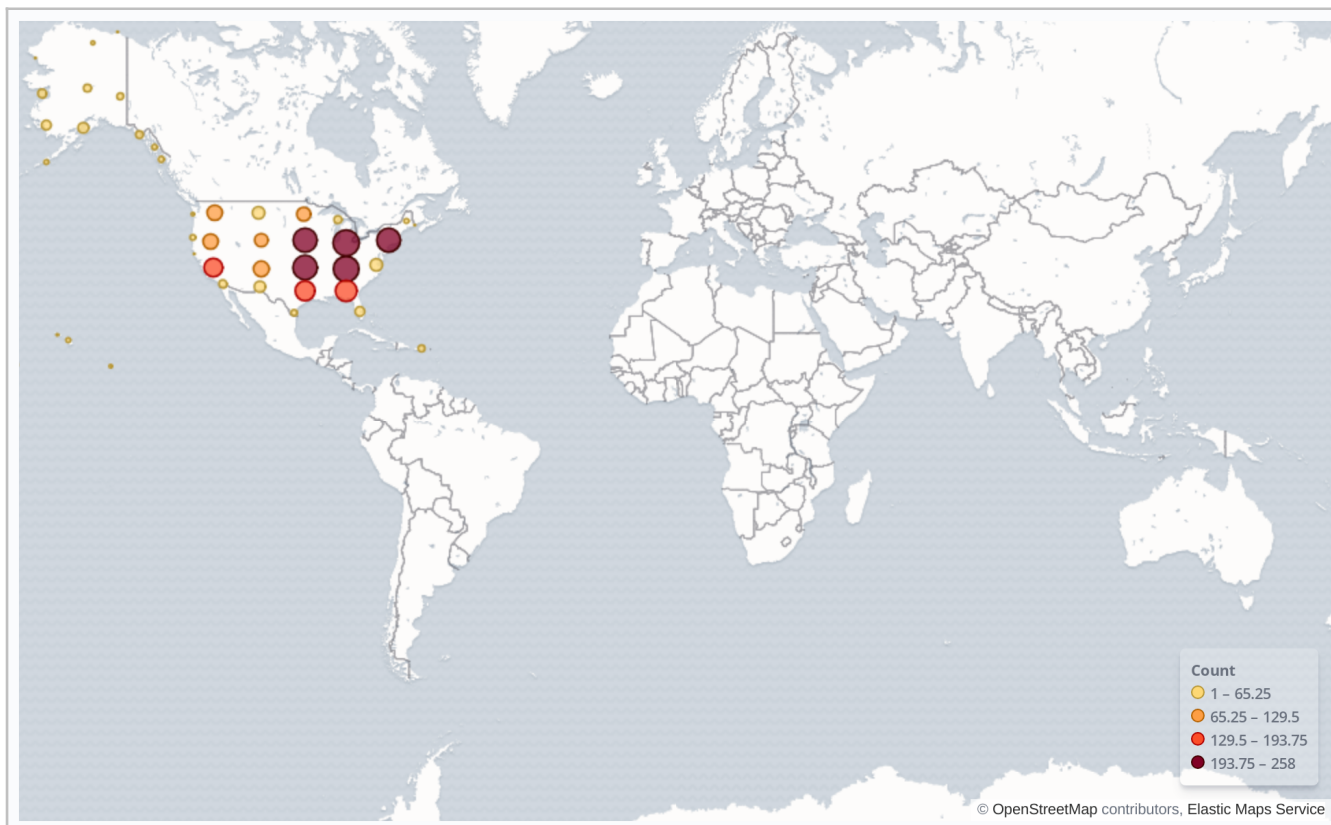 Count
1 – 65.25
65.25 – 129.5
129.5 – 193.75
193.75 – 258
© OpenStreetMap contributors, Elastic Maps Service